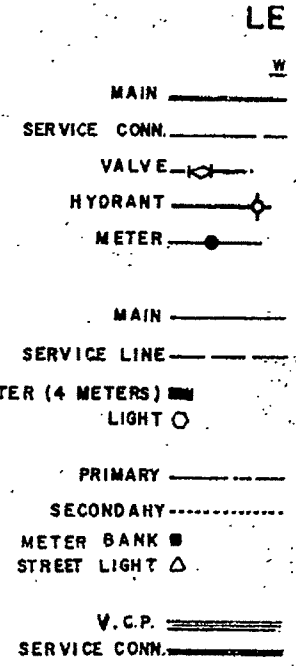 LE
W
MAIN
SERVICE CONN.
VALVE
HYDRANT
METER
MAIN
SERVICE LINE
TER (4 METERS)
LIGHT
PRIMARY
SECONDARY
METER BANK
STREET LIGHT
V.C.P.
SERVICE CONN.